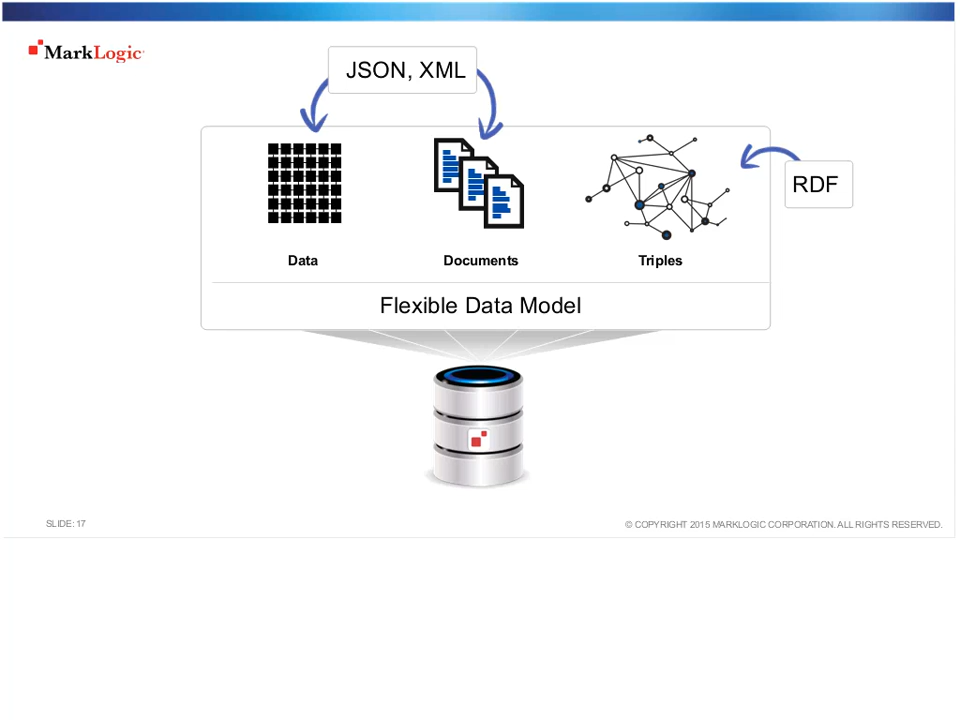 MarkLogic
JSON, XML
RDF
Data
Documents
Triples
Flexible Data Model
SLIDE: 17
© COPYRIGHT 2015 MARKLOGIC CORPORATION. ALL RIGHTS RESERVED.